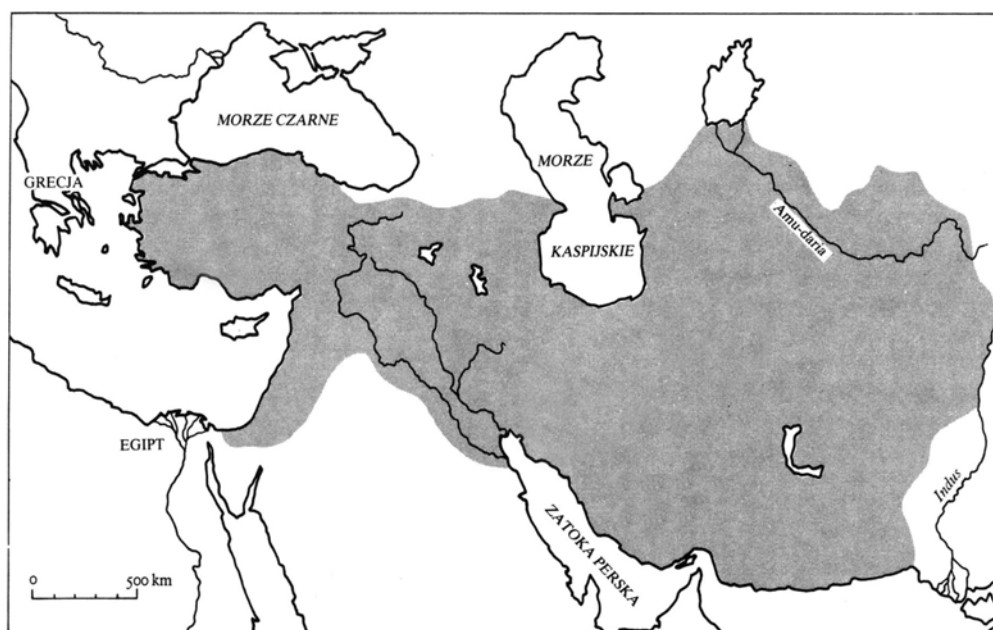 MORZE CZARNE
MORZE
KASPIJSKIE
GRECJA
Amu-daria
EGIPT
Indus
ZATOKA PERSKA
0 500 km